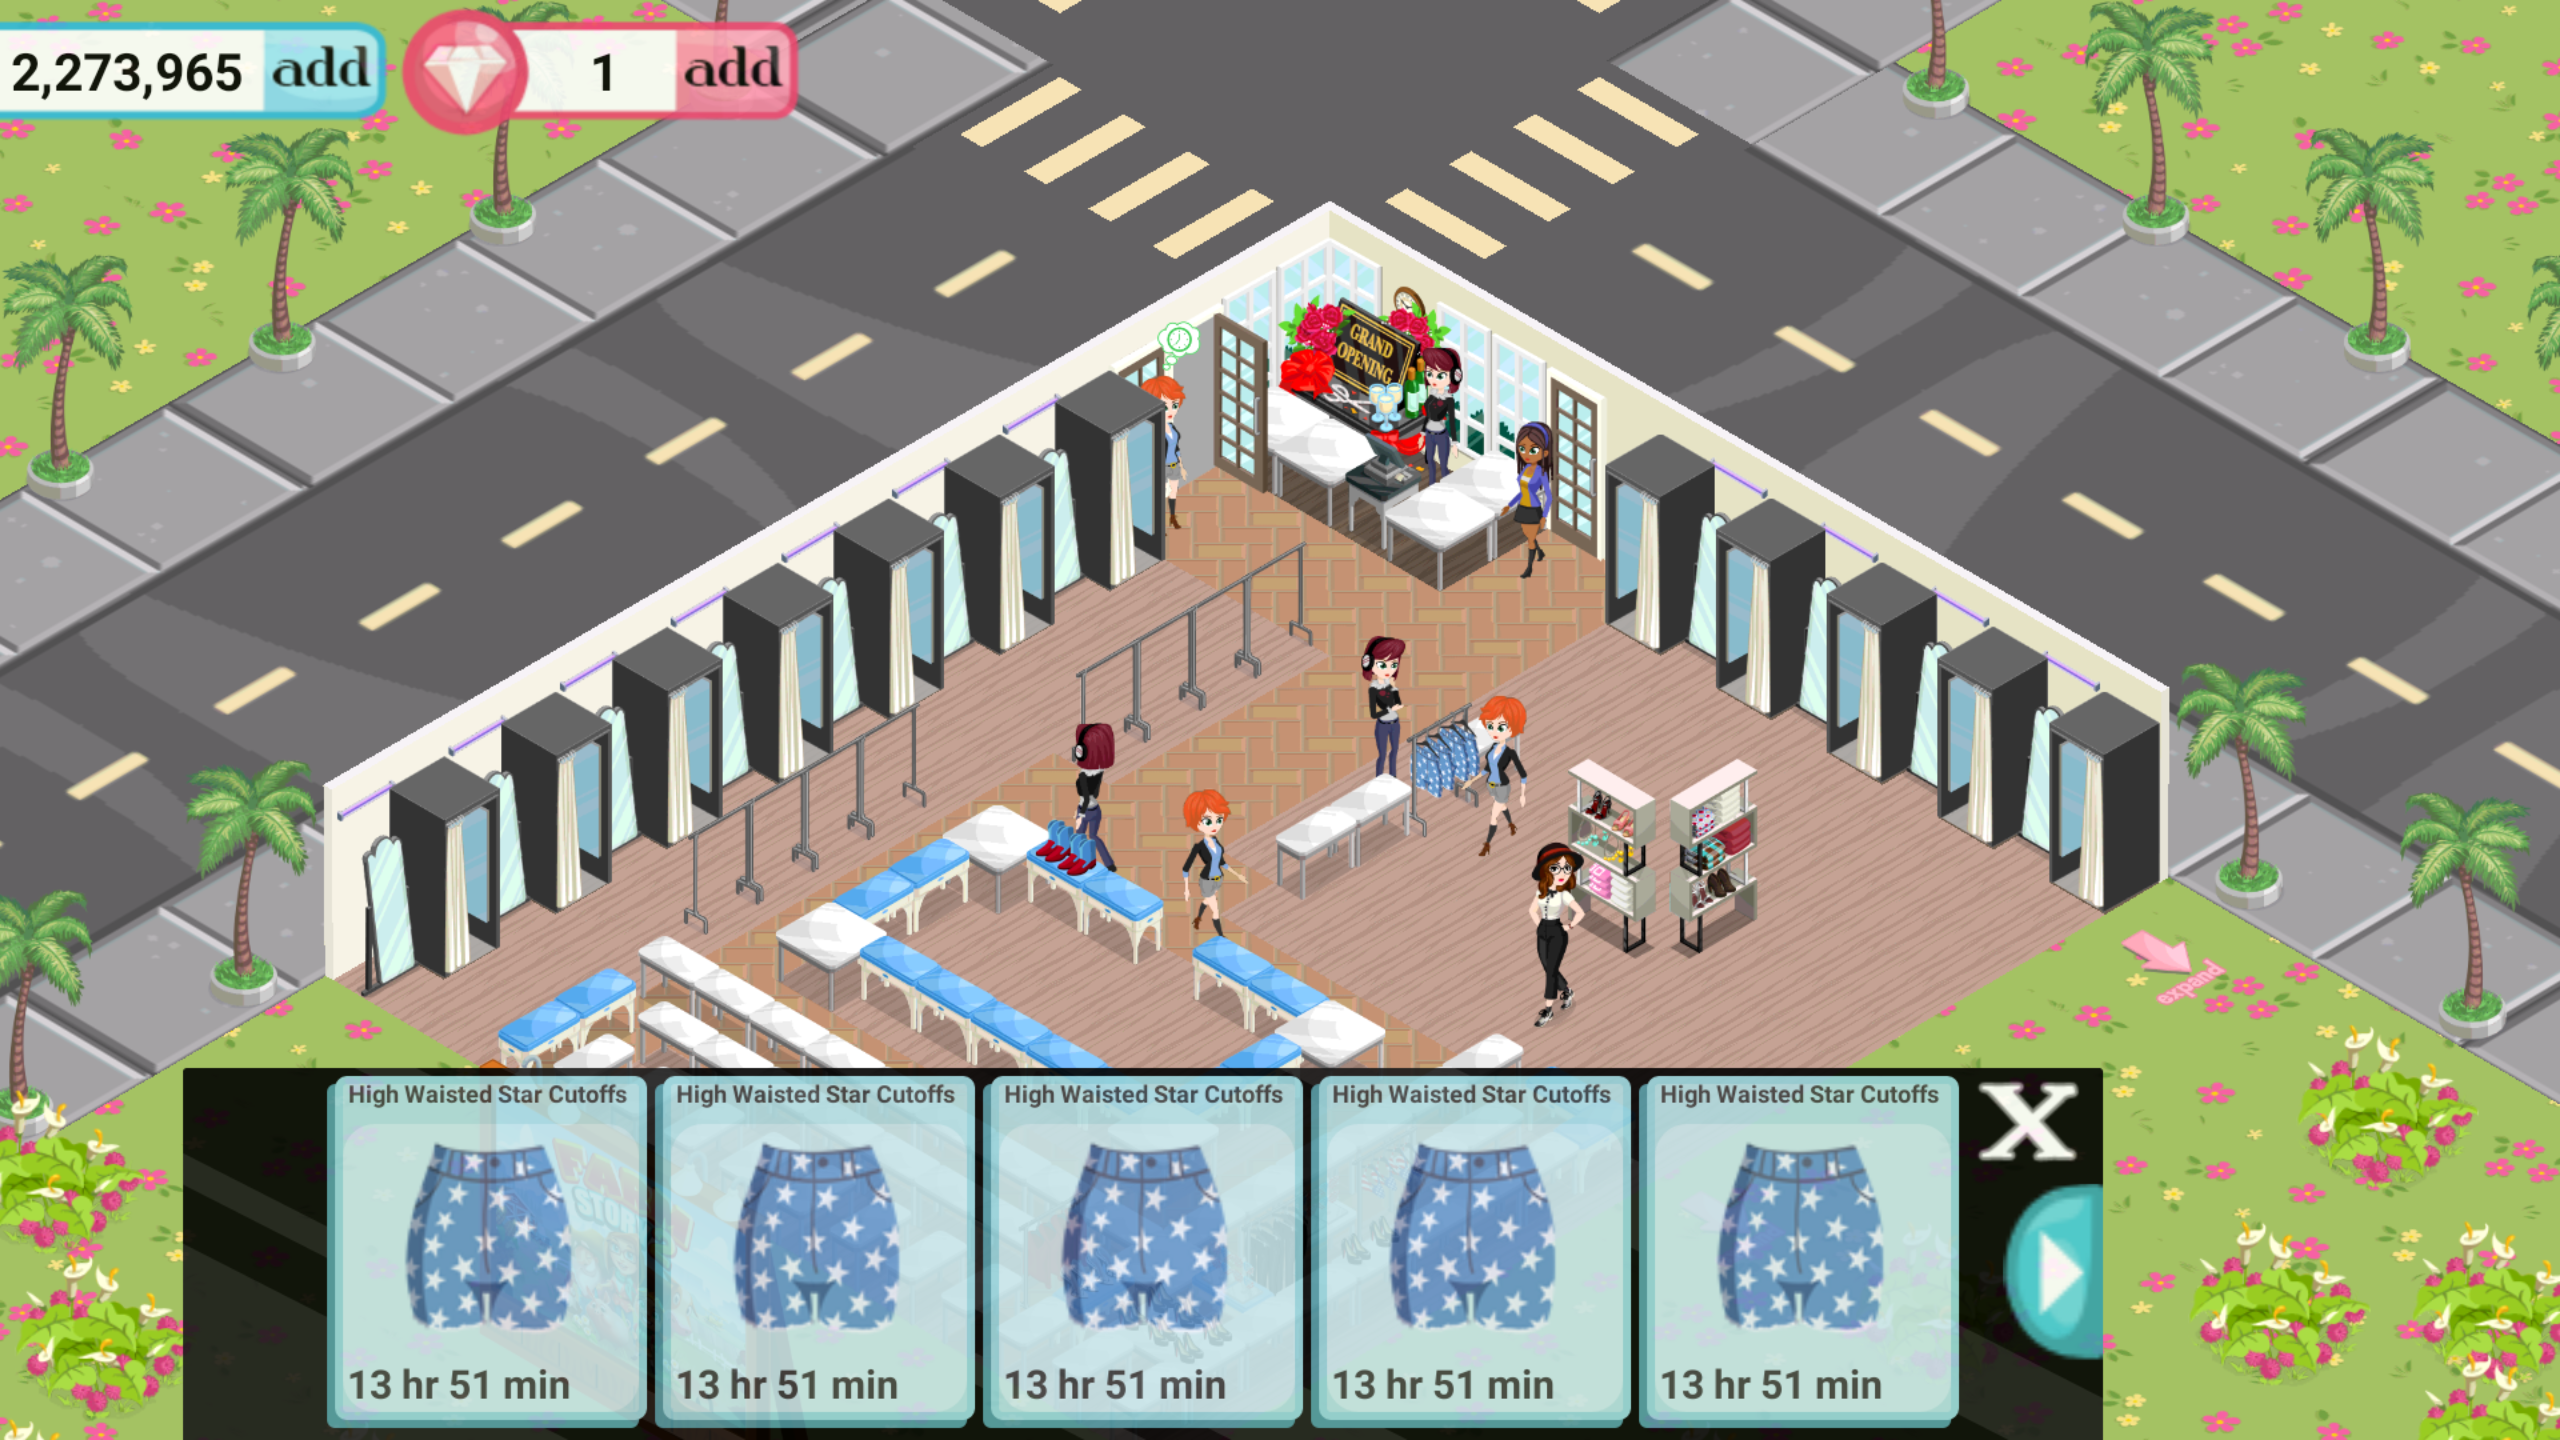 2,273,965 add 1 add
GRAND
OPENING
expand
High Waisted Star Cutoffs
13 hr 51 min
High Waisted Star Cutoffs
13 hr 51 min
High Waisted Star Cutoffs
13 hr 51 min
High Waisted Star Cutoffs
13 hr 51 min
High Waisted Star Cutoffs
13 hr 51 min
X